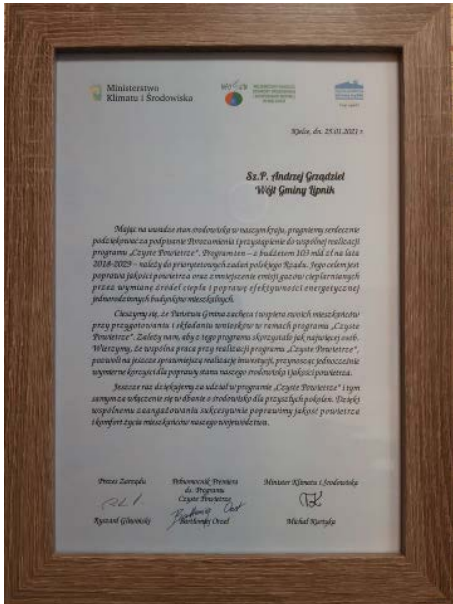 Ministerstwo
Klimatu i Środowiska
Kielce, dn. 25.01.2021 r.
Sz.P. Andrzej Grządziel
Wójt Gminy Lipnik
Mając na uwadze stan środowiska w naszym kraju, pragniemy serdecznie
podziękować za podpisanie Porozumienia i przystąpienie do wspólnej realizacji
programu „Czyste Powietrze". Program ten – z budżetem 103 mld zł na lata
2018-2029 – należy do priorytetowych zadań polskiego Rządu. Jego celem jest
poprawa jakości powietrza oraz zmniejszenie emisji gazów cieplarnianych
przez wymianę źródeł ciepła i poprawę efektywności energetycznej
jednorodzinnych budynków mieszkalnych.
Cieszymy się, że Państwa Gmina zachęca i wspiera swoich mieszkańców
przy przygotowaniu i składaniu wniosków w ramach programu „Czyste
Powietrze". Zależy nam, aby z tego programu skorzystało jak najwięcej osób.
Wierzymy, że wspólna praca przy realizacji programu „Czyste Powietrze",
pozwoli na jeszcze sprawniejszą realizację inwestycji, przynosząc jednocześnie
wymierne korzyści dla poprawy stanu naszego środowiska i jakości powietrza.
Jeszcze raz dziękujemy za udział w programie „Czyste Powietrze" i tym
samym za włączenie się w dbanie o środowisko dla przyszłych pokoleń. Dzięki
wspólnemu zaangażowaniu sukcesywnie poprawimy jakość powietrza
i komfort życia mieszkańców naszego województwa.
Prezes Zarządu
Ryszard Gliwiński
Pełnomocnik Premiera
ds. Programu
Czyste Powietrze
Bartłomiej Orzeł
Minister Klimatu i Środowiska
Michał Kurtyka